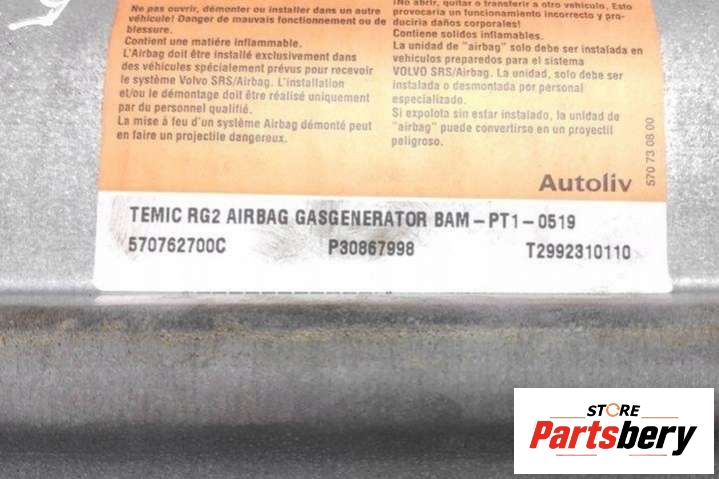 Ne pas ouvrir, démonter ou installer dans un autre
véhicule! Danger de mauvais fonctionnement ou de
blessure.
Contient une matiére inflammable.
L'Airbag doit être installé exclusivement dans
des véhicules spécialement prévus pour recevoir
le système Volvo SRS/Airbag. L'installation
et/ou le démontage doit être réalisé uniquement
par du personnel qualifié.
La mise à feu d'un système Airbag démonté peut
en faire un projectile dangereux.
¡No abrir, quitar o transferir a otro vehículo. Esto
provocaria un funcionamiento incorrecto y pro-
duciría daños corporales!
Contiene solidos inflamables.
La unidad de "airbag" solo debe ser instalada en
vehiculos preparados para el sistema
VOLVO SRS/Airbag. La unidad, solo debe ser
instalada o desmontada por personal
especializado.
Si expolota sin estar instalado, la unidad de
"airbag" puede convertirse en un proyectil
peligroso.
570 73 08 00
Autoliv
TEMIC RG2 AIRBAG GASGENERATOR BAM-PT1-0519
570762700C P30867998 T2992310110
STORE
Partsbery